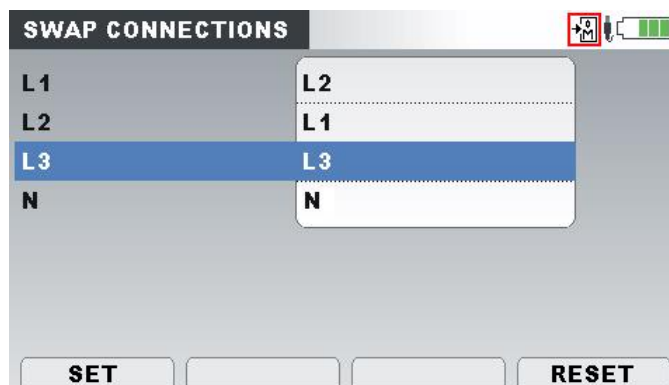 SWAP CONNECTIONS
L1 L2
L2 L1
L3 L3
N N
SET RESET